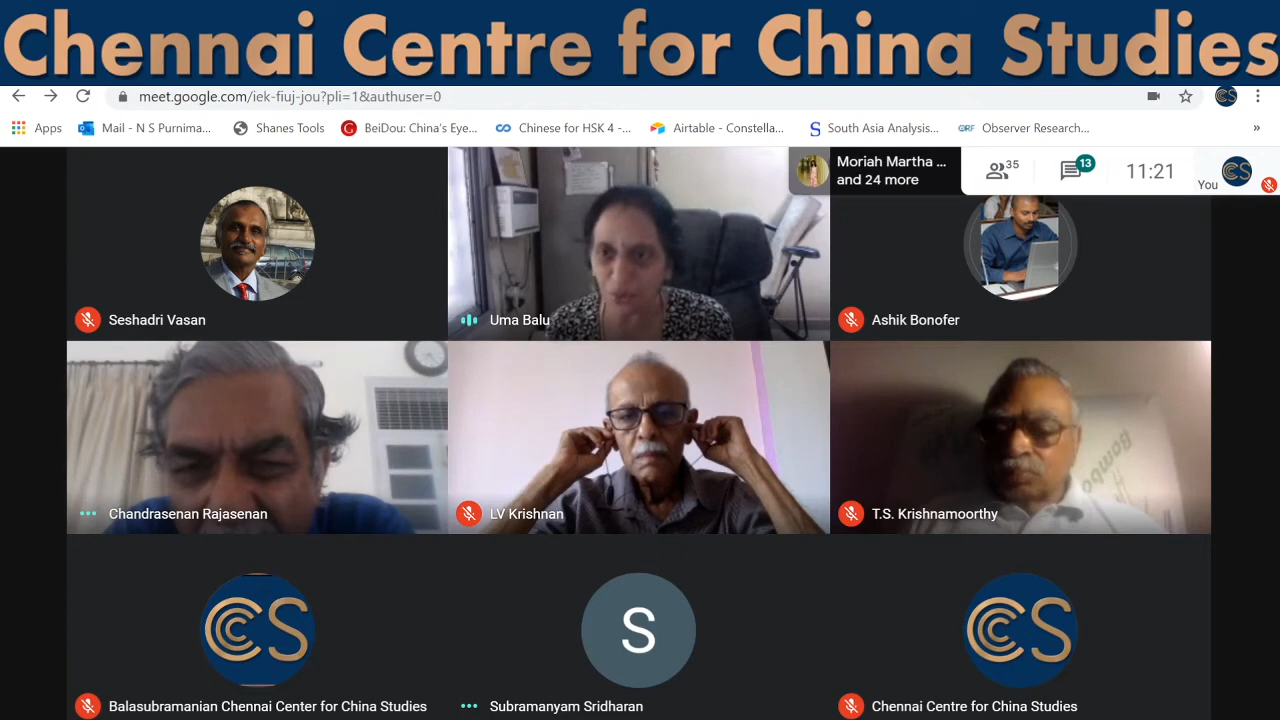 Chennai Centre for China Studies
meet.google.com/iek-fiuj-jou?pli=1&authuser=0
Apps
Mail - N S Purnima...
Shanes Tools
BeiDou: China's Eye...
Chinese for HSK 4 -...
Airtable - Constella...
South Asia Analysis...
ORF
Observer Research...
»
Moriah Martha ...
and 24 more
35
13
11:21
You
Seshadri Vasan
Uma Balu
Ashik Bonofer
Chandrasenan Rajasenan
LV Krishnan
T.S. Krishnamoorthy
CCCS
S
CCCS
Balasubramanian Chennai Center for China Studies
Subramanyam Sridharan
Chennai Centre for China Studies